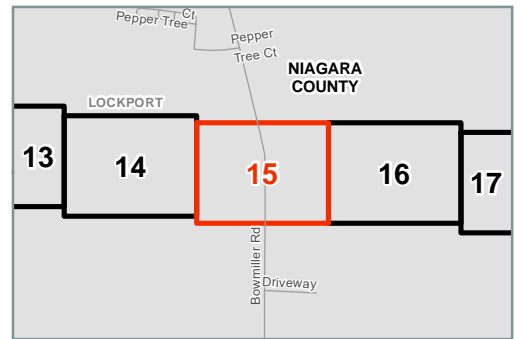 Ct
Pepper Tree
Pepper
Tree Ct
NIAGARA
COUNTY
LOCKPORT
13
14
15
16
17
Bowmiller Rd
Driveway